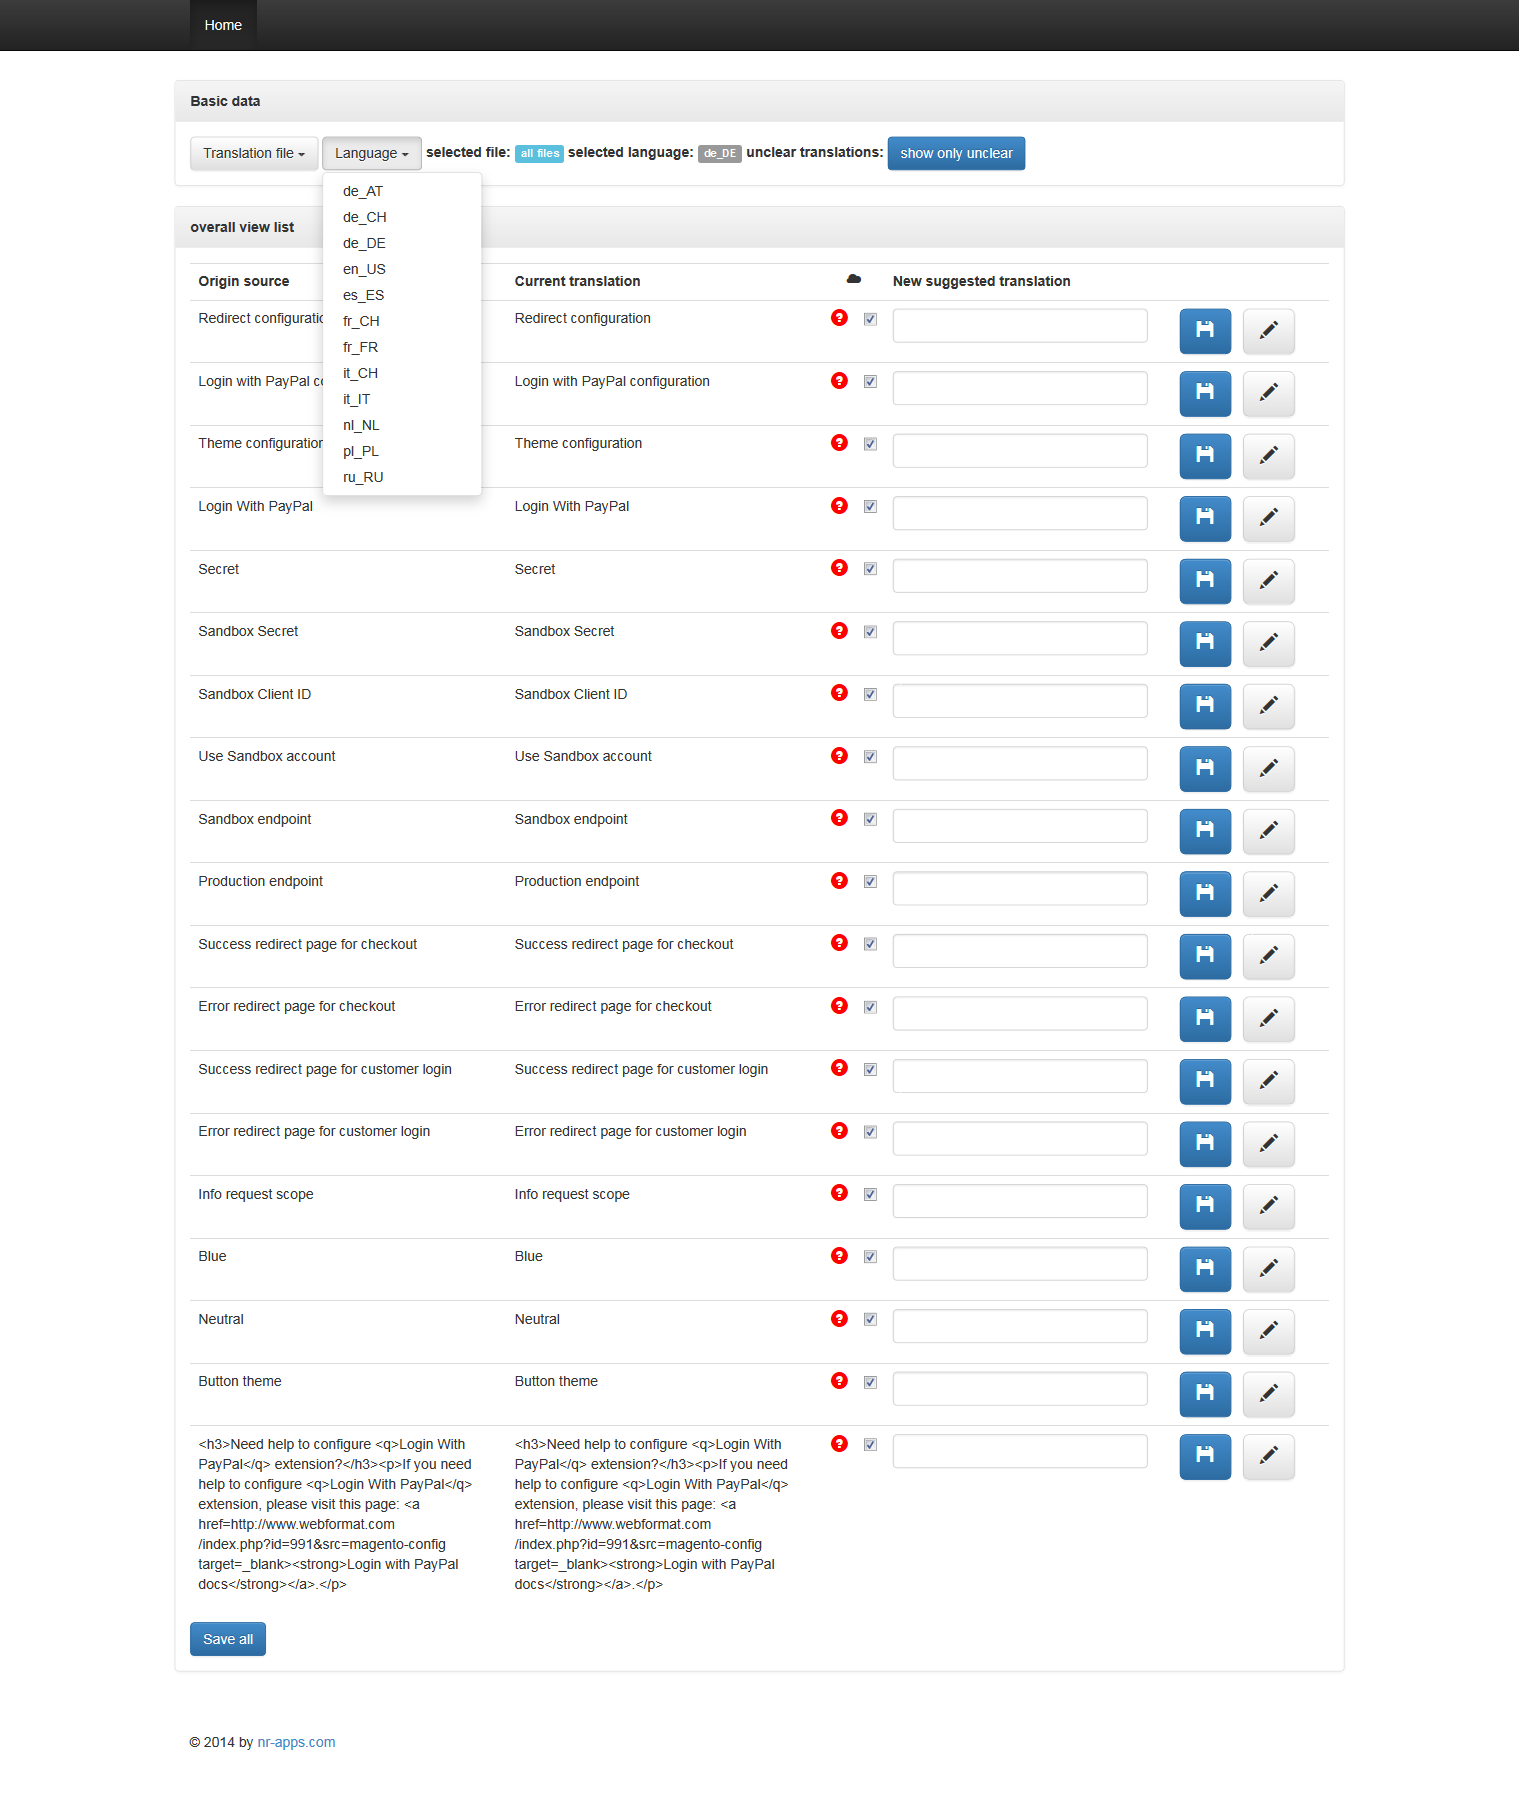 Home
Basic data
Translation file Language selected file: all files selected language: de_DE unclear translations: show only unclear
de_AT
de_CH
de_DE
en_US
es_ES
fr_CH
fr_FR
it_CH
it_IT
nl_NL
pl_PL
ru_RU
overall view list
Origin source Current translation New suggested translation
Redirect configuratio Redirect configuration
Login with PayPal co Login with PayPal configuration
Theme configuration Theme configuration
Login With PayPal Login With PayPal
Secret Secret
Sandbox Secret Sandbox Secret
Sandbox Client ID Sandbox Client ID
Use Sandbox account Use Sandbox account
Sandbox endpoint Sandbox endpoint
Production endpoint Production endpoint
Success redirect page for checkout Success redirect page for checkout
Error redirect page for checkout Error redirect page for checkout
Success redirect page for customer login Success redirect page for customer login
Error redirect page for customer login Error redirect page for customer login
Info request scope Info request scope
Blue Blue
Neutral Neutral
Button theme Button theme
<h3>Need help to configure <q>Login With
PayPal</q> extension?</h3><p>If you need
help to configure <q>Login With PayPal</q>
extension, please visit this page: <a
href=http://www.webformat.com
/index.php?id=991&src=magento-config
target=_blank><strong>Login with PayPal
docs</strong></a>.</p>
<h3>Need help to configure <q>Login With
PayPal</q> extension?</h3><p>If you need
help to configure <q>Login With PayPal</q>
extension, please visit this page: <a
href=http://www.webformat.com
/index.php?id=991&src=magento-config
target=_blank><strong>Login with PayPal
docs</strong></a>.</p>
Save all
© 2014 by nr-apps.com